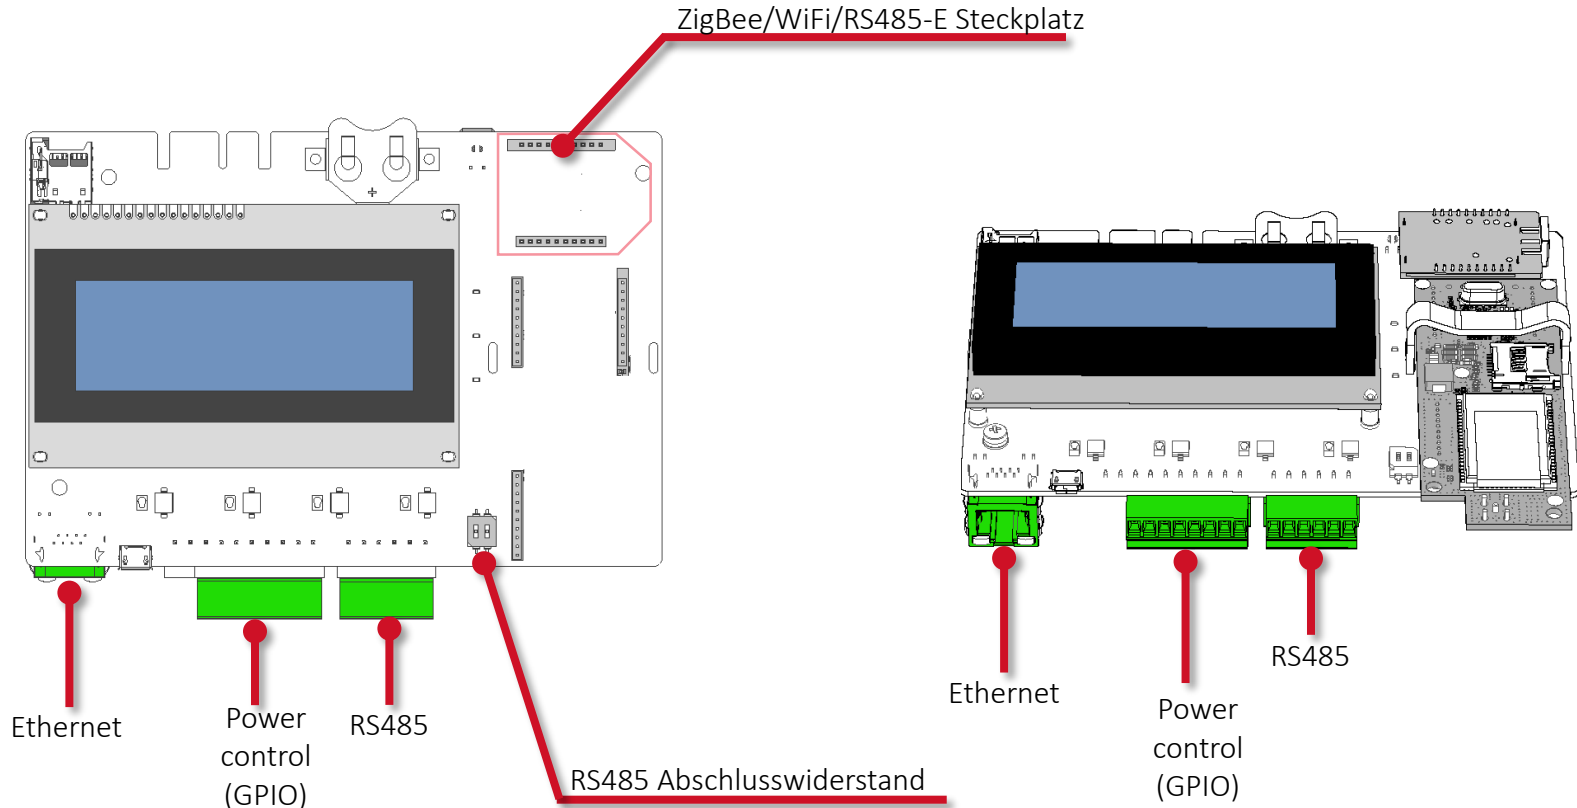 ZigBee/WiFi/RS485-E Steckplatz
Ethernet
Power
control
(GPIO)
RS485
RS485 Abschlusswiderstand
Ethernet
Power
control
(GPIO)
RS485